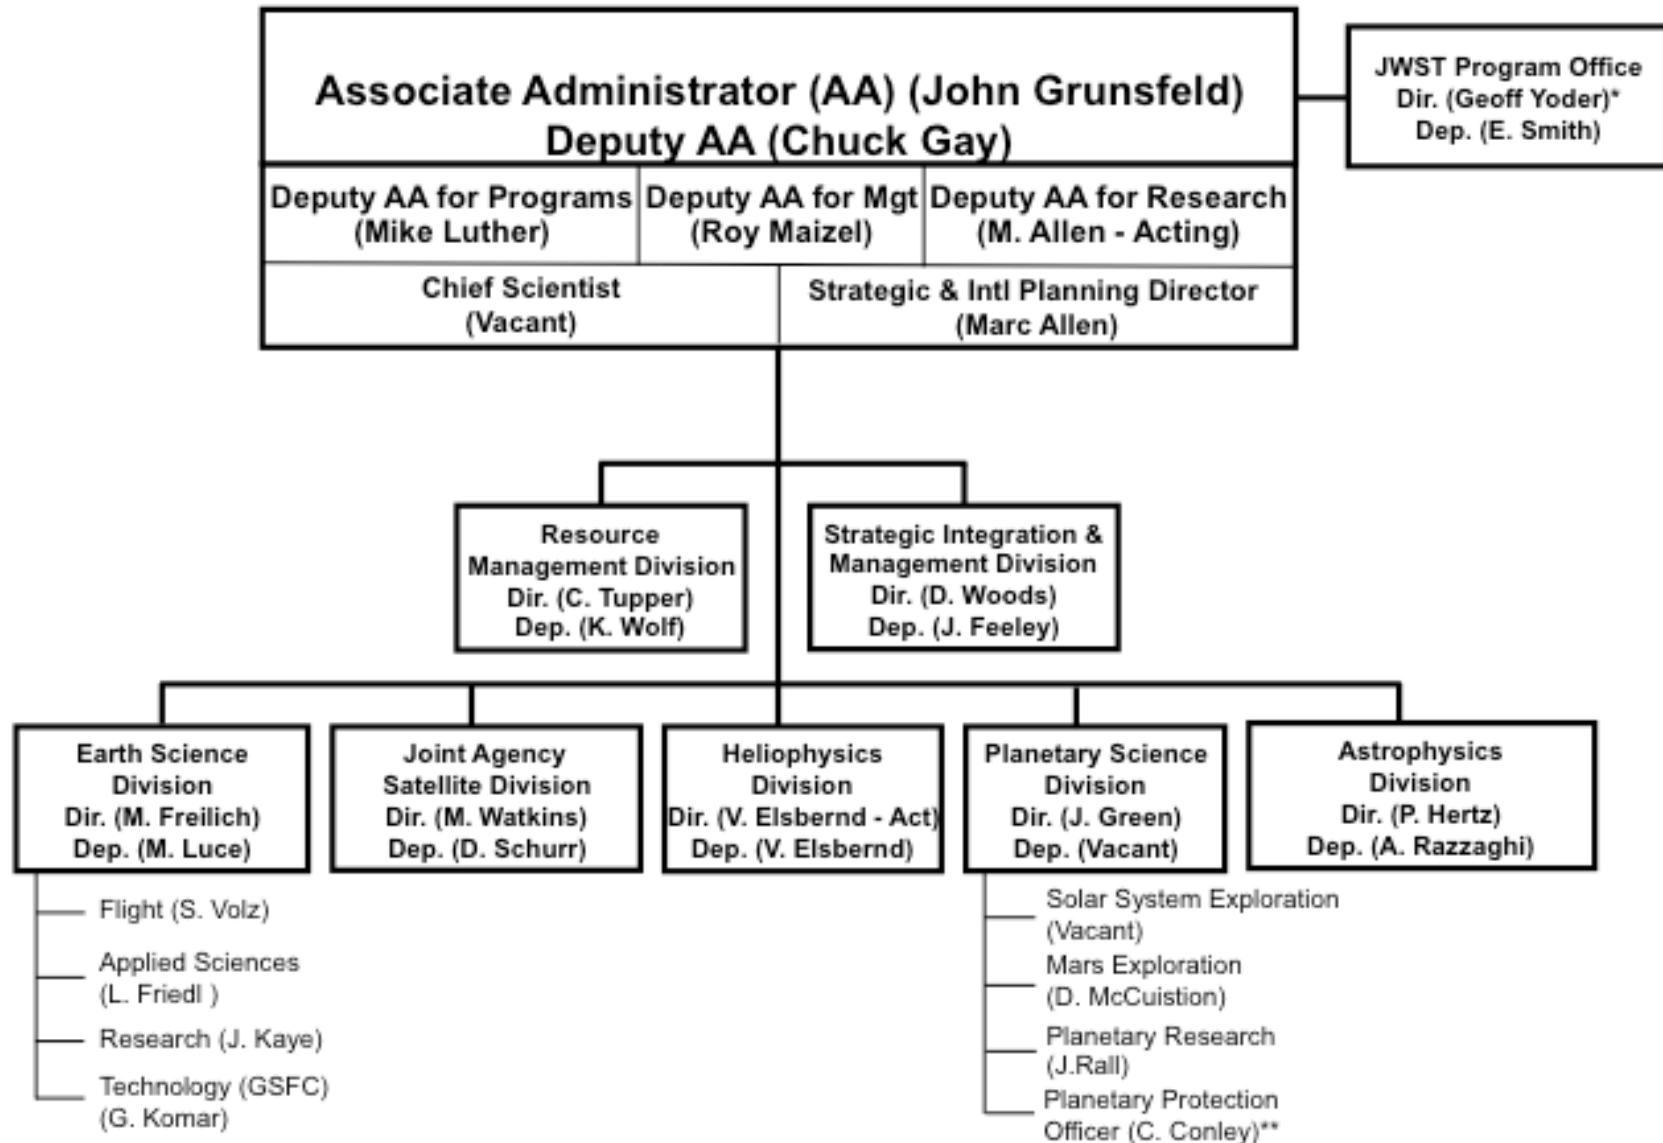 Associate Administrator (AA) (John Grunsfeld)
Deputy AA (Chuck Gay)
JWST Program Office
Dir. (Geoff Yoder)*
Dep. (E. Smith)
Deputy AA for Programs
(Mike Luther)
Deputy AA for Mgt
(Roy Maizel)
Deputy AA for Research
(M. Allen - Acting)
Chief Scientist
(Vacant)
Strategic & Intl Planning Director
(Marc Allen)
Resource
Management Division
Dir. (C. Tupper)
Dep. (K. Wolf)
Strategic Integration &
Management Division
Dir. (D. Woods)
Dep. (J. Feeley)
Earth Science
Division
Dir. (M. Freilich)
Dep. (M. Luce)
Flight (S. Volz)
Applied Sciences
(L. Friedl )
Research (J. Kaye)
Technology (GSFC)
(G. Komar)
Joint Agency
Satellite Division
Dir. (M. Watkins)
Dep. (D. Schurr)
Heliophysics
Division
Dir. (V. Elsbernd - Act)
Dep. (V. Elsbernd)
Planetary Science
Division
Dir. (J. Green)
Dep. (Vacant)
Solar System Exploration
(Vacant)
Mars Exploration
(D. McCuistion)
Planetary Research
(J.Rall)
Planetary Protection
Officer (C. Conley)**
Astrophysics
Division
Dir. (P. Hertz)
Dep. (A. Razzaghi)